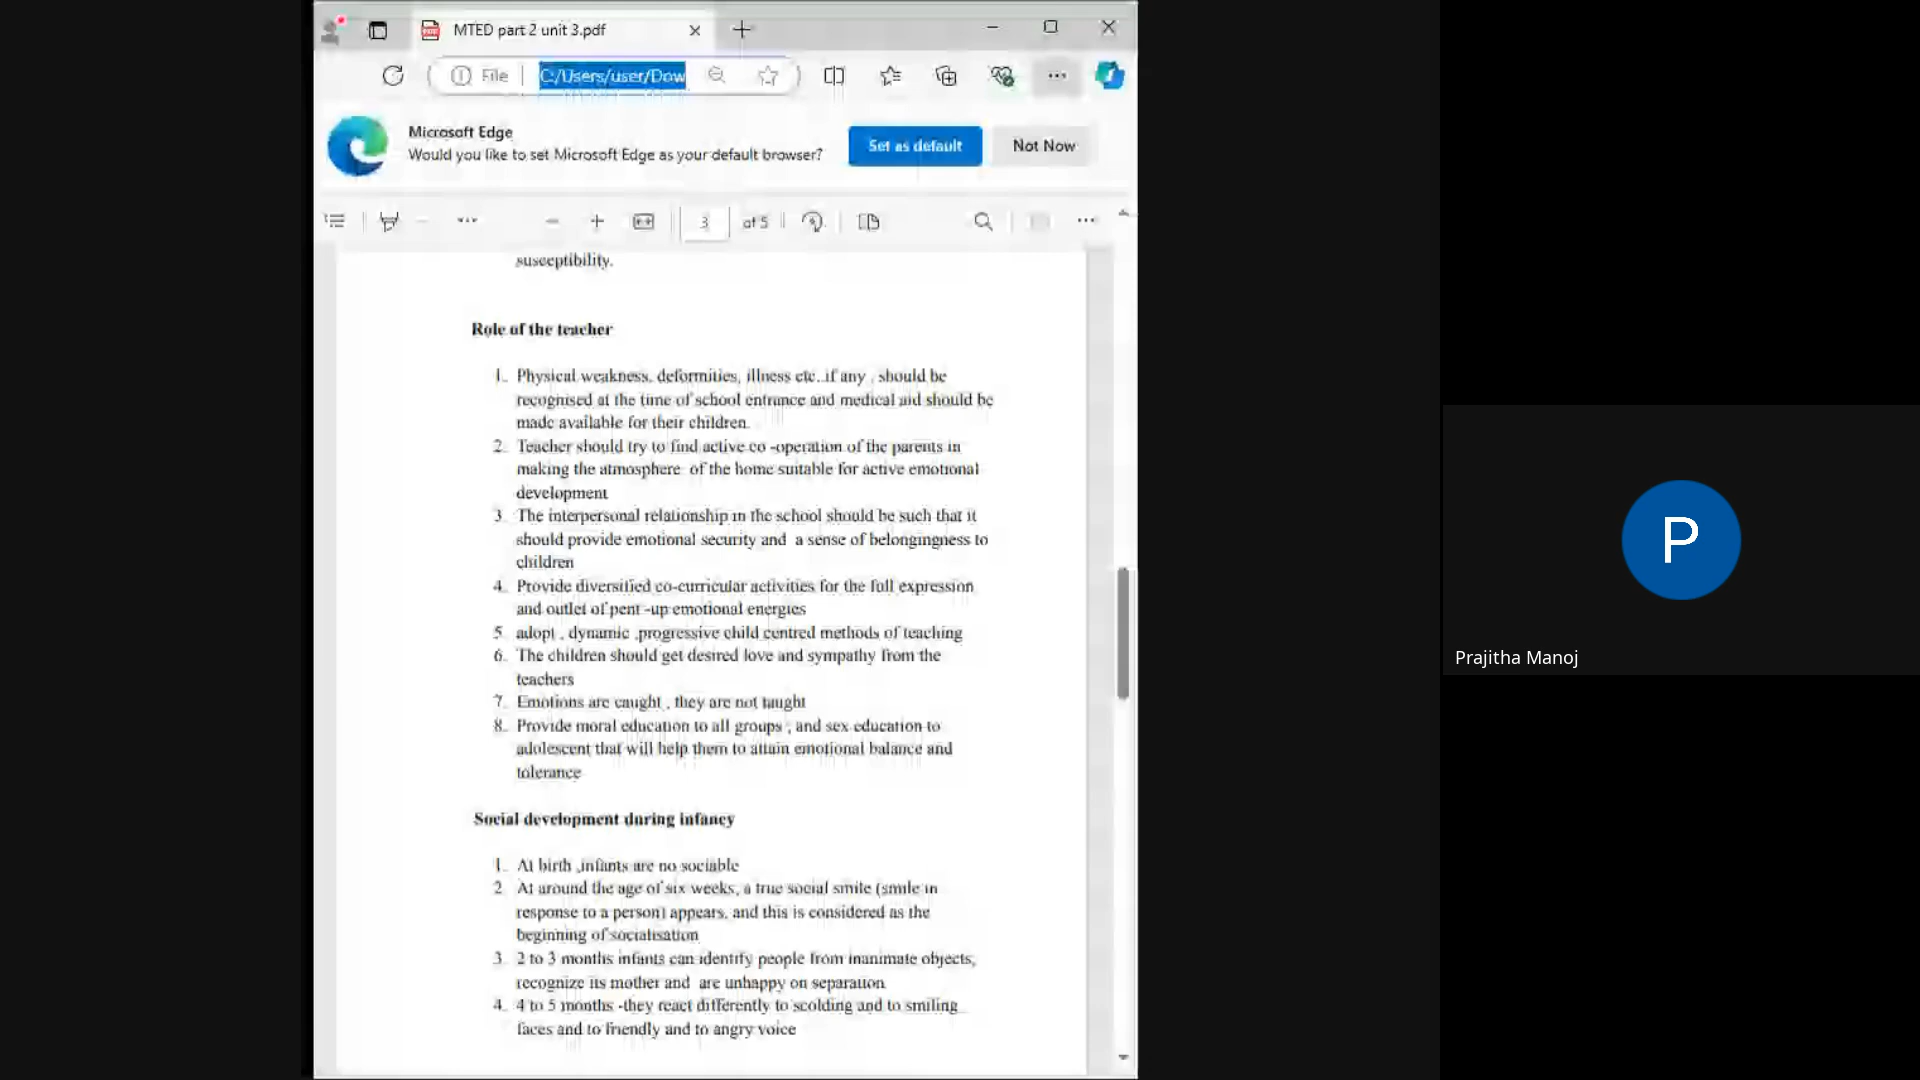 MTED part 2 unit 3.pdf
File
C:/Users/user/Dow
Microsoft Edge
Would you like to set Microsoft Edge as your default browser?
Set as default
Not Now
3 of 5
susceptibility.
Role of the teacher
1. Physical weakness, deformities, illness etc..if any , should be
recognised at the time of school entrance and medical aid should be
made available for their children.
2. Teacher should try to find active co -operation of the parents in
making the atmosphere of the home suitable for active emotional
development
3. The interpersonal relationship in the school should be such that it
should provide emotional security and a sense of belongingness to
children
4. Provide diversified co-curricular activities for the full expression
and outlet of pent -up emotional energies
5. adopt , dynamic ,progressive child centred methods of teaching
6. The children should get desired love and sympathy from the
teachers
7. Emotions are caught , they are not taught
8. Provide moral education to all groups , and sex education to
adolescent that will help them to attain emotional balance and
tolerance
Social development during infancy
1. At birth ,infants are no sociable
2. At around the age of six weeks, a true social smile (smile in
response to a person) appears, and this is considered as the
beginning of socialisation
3. 2 to 3 months infants can identify people from inanimate objects,
recognize its mother and are unhappy on separation
4. 4 to 5 months -they react differently to scolding and to smiling
faces and to friendly and to angry voice
P
Prajitha Manoj